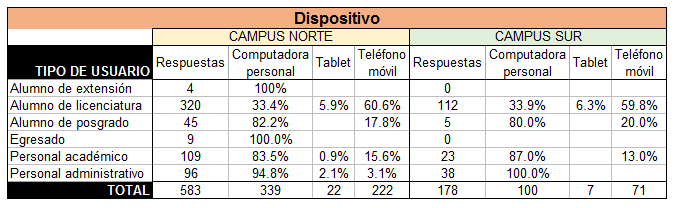 Dispositivo
CAMPUS NORTE CAMPUS SUR
TIPO DE USUARIO Respuestas Computadora personal Tablet Teléfono móvil Respuestas Computadora personal Tablet Teléfono móvil
Alumno de extensión 4 100% 0
Alumno de licenciatura 320 33.4% 5.9% 60.6% 112 33.9% 6.3% 59.8%
Alumno de posgrado 45 82.2% 17.8% 5 80.0% 20.0%
Egresado 9 100.0% 0
Personal académico 109 83.5% 0.9% 15.6% 23 87.0% 13.0%
Personal administrativo 96 94.8% 2.1% 3.1% 38 100.0%
TOTAL 583 339 22 222 178 100 7 71